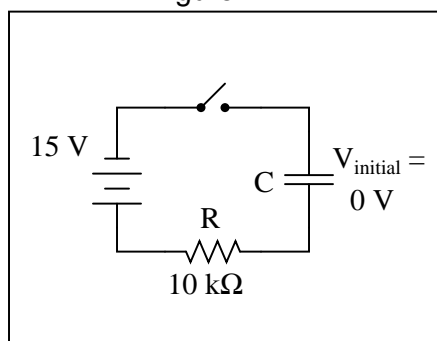 15 V
C
V_initial =
0 V
R
10 kΩ